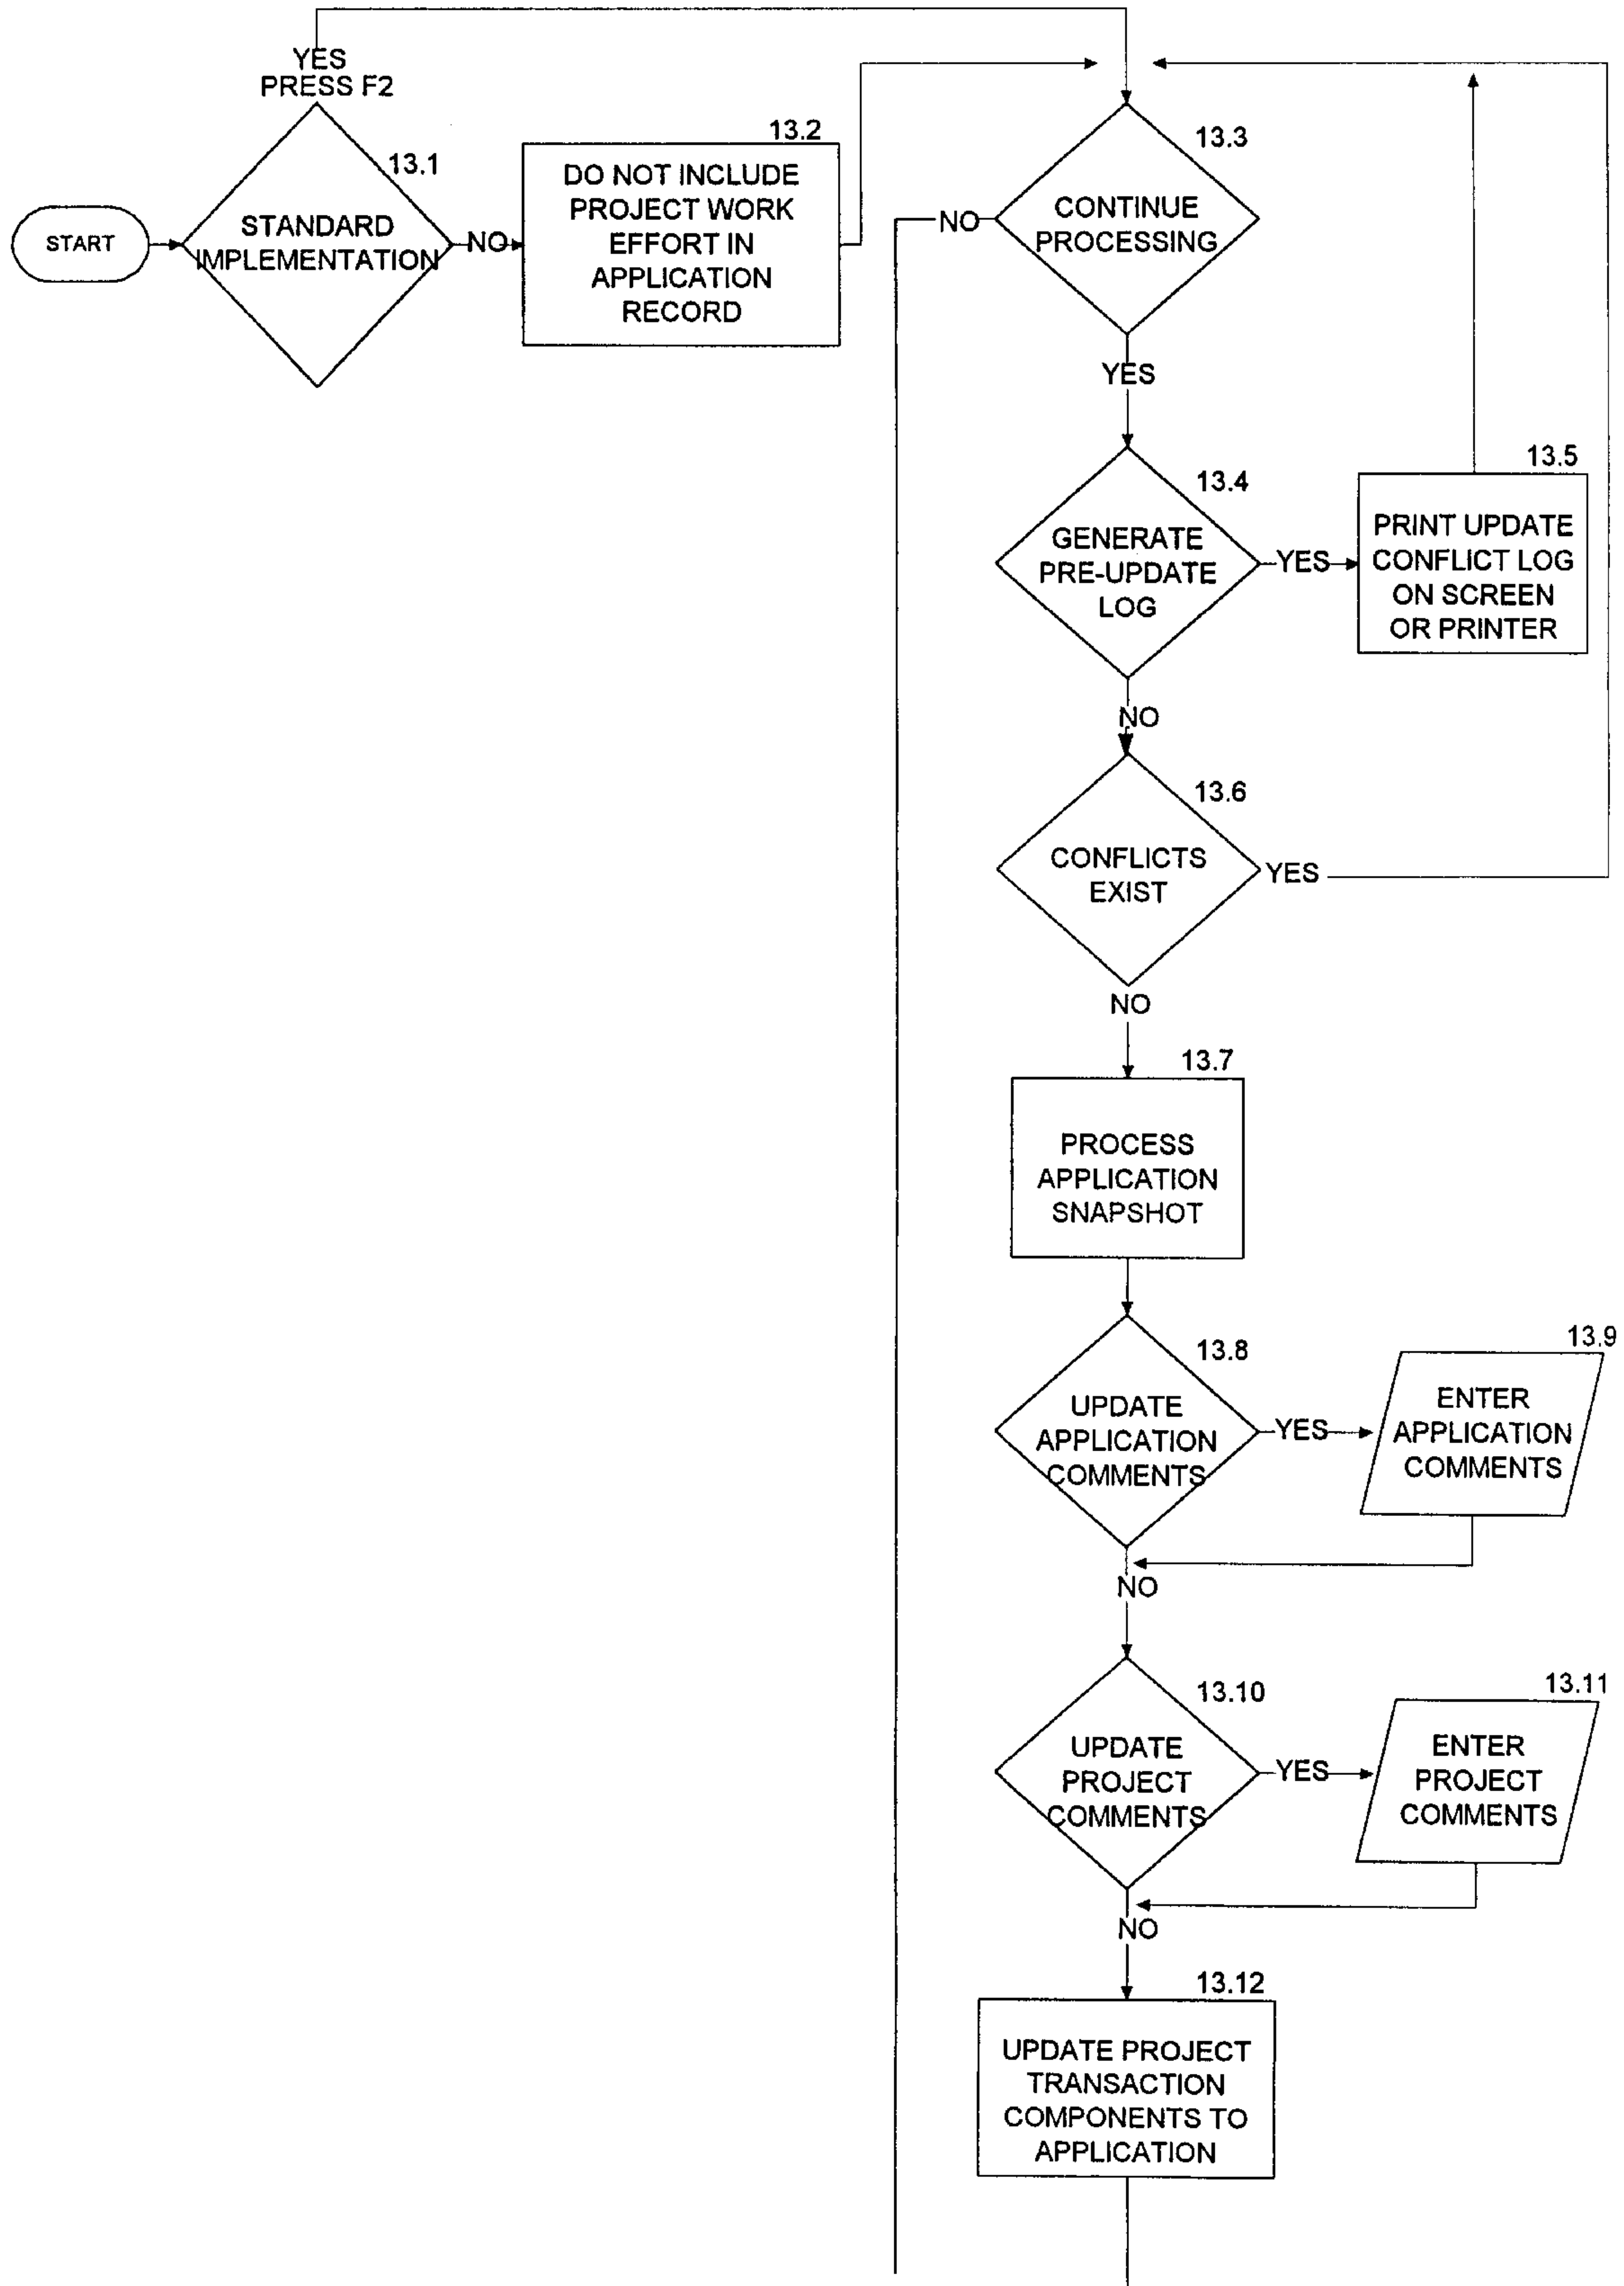 YES
PRESS F2
13.1
START
STANDARD
IMPLEMENTATION
NO
13.2
DO NOT INCLUDE
PROJECT WORK
EFFORT IN
APPLICATION
RECORD
13.3
CONTINUE
PROCESSING
NO
YES
13.4
GENERATE
PRE-UPDATE
LOG
YES
13.5
PRINT UPDATE
CONFLICT LOG
ON SCREEN
OR PRINTER
NO
13.6
CONFLICTS
EXIST
YES
NO
13.7
PROCESS
APPLICATION
SNAPSHOT
13.8
UPDATE
APPLICATION
COMMENTS
YES
13.9
ENTER
APPLICATION
COMMENTS
NO
13.10
UPDATE
PROJECT
COMMENTS
YES
13.11
ENTER
PROJECT
COMMENTS
NO
13.12
UPDATE PROJECT
TRANSACTION
COMPONENTS TO
APPLICATION